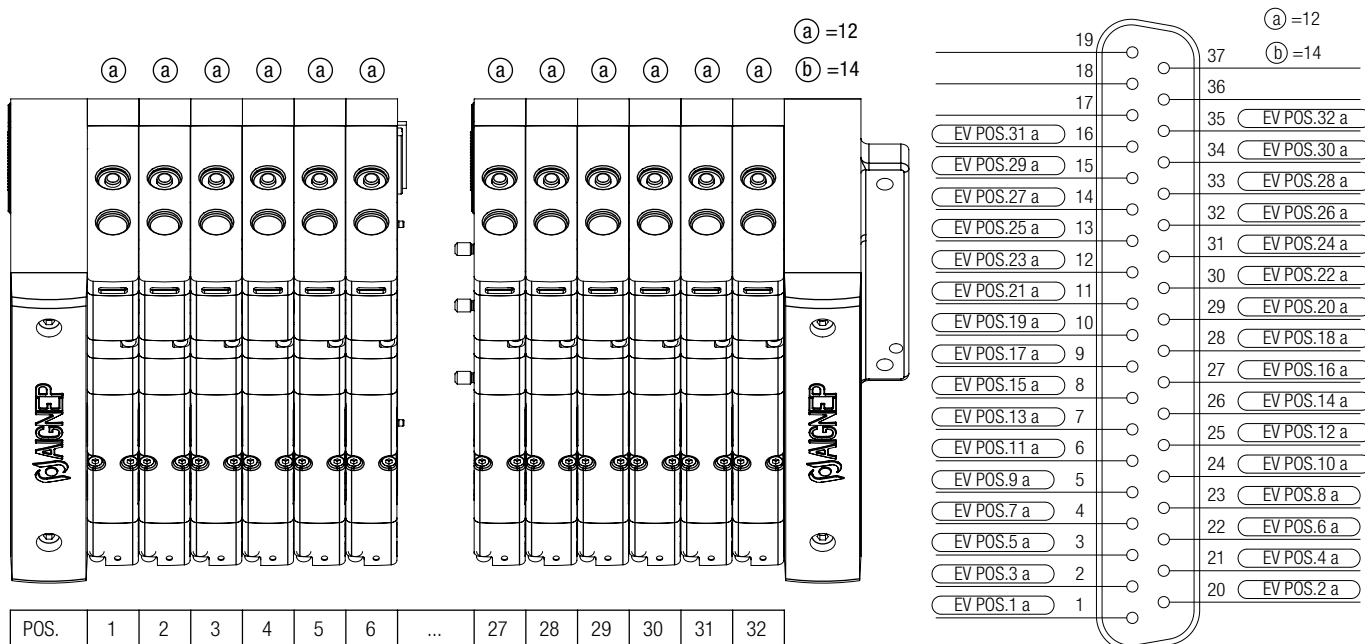 ⓐ =12
ⓐ ⓐ ⓐ ⓐ ⓐ ⓐ ⓐ ⓐ ⓐ ⓐ ⓐ ⓐ ⓑ =14
AIGNEP
AIGNEP
POS. 1 2 3 4 5 6 ... 27 28 29 30 31 32
ⓐ =12
ⓑ =14
19
18
17
EV POS.31 a 16
EV POS.29 a 15
EV POS.27 a 14
EV POS.25 a 13
EV POS.23 a 12
EV POS.21 a 11
EV POS.19 a 10
EV POS.17 a 9
EV POS.15 a 8
EV POS.13 a 7
EV POS.11 a 6
EV POS.9 a 5
EV POS.7 a 4
EV POS.5 a 3
EV POS.3 a 2
EV POS.1 a 1
37
36
35 EV POS.32 a
34 EV POS.30 a
33 EV POS.28 a
32 EV POS.26 a
31 EV POS.24 a
30 EV POS.22 a
29 EV POS.20 a
28 EV POS.18 a
27 EV POS.16 a
26 EV POS.14 a
25 EV POS.12 a
24 EV POS.10 a
23 EV POS.8 a
22 EV POS.6 a
21 EV POS.4 a
20 EV POS.2 a